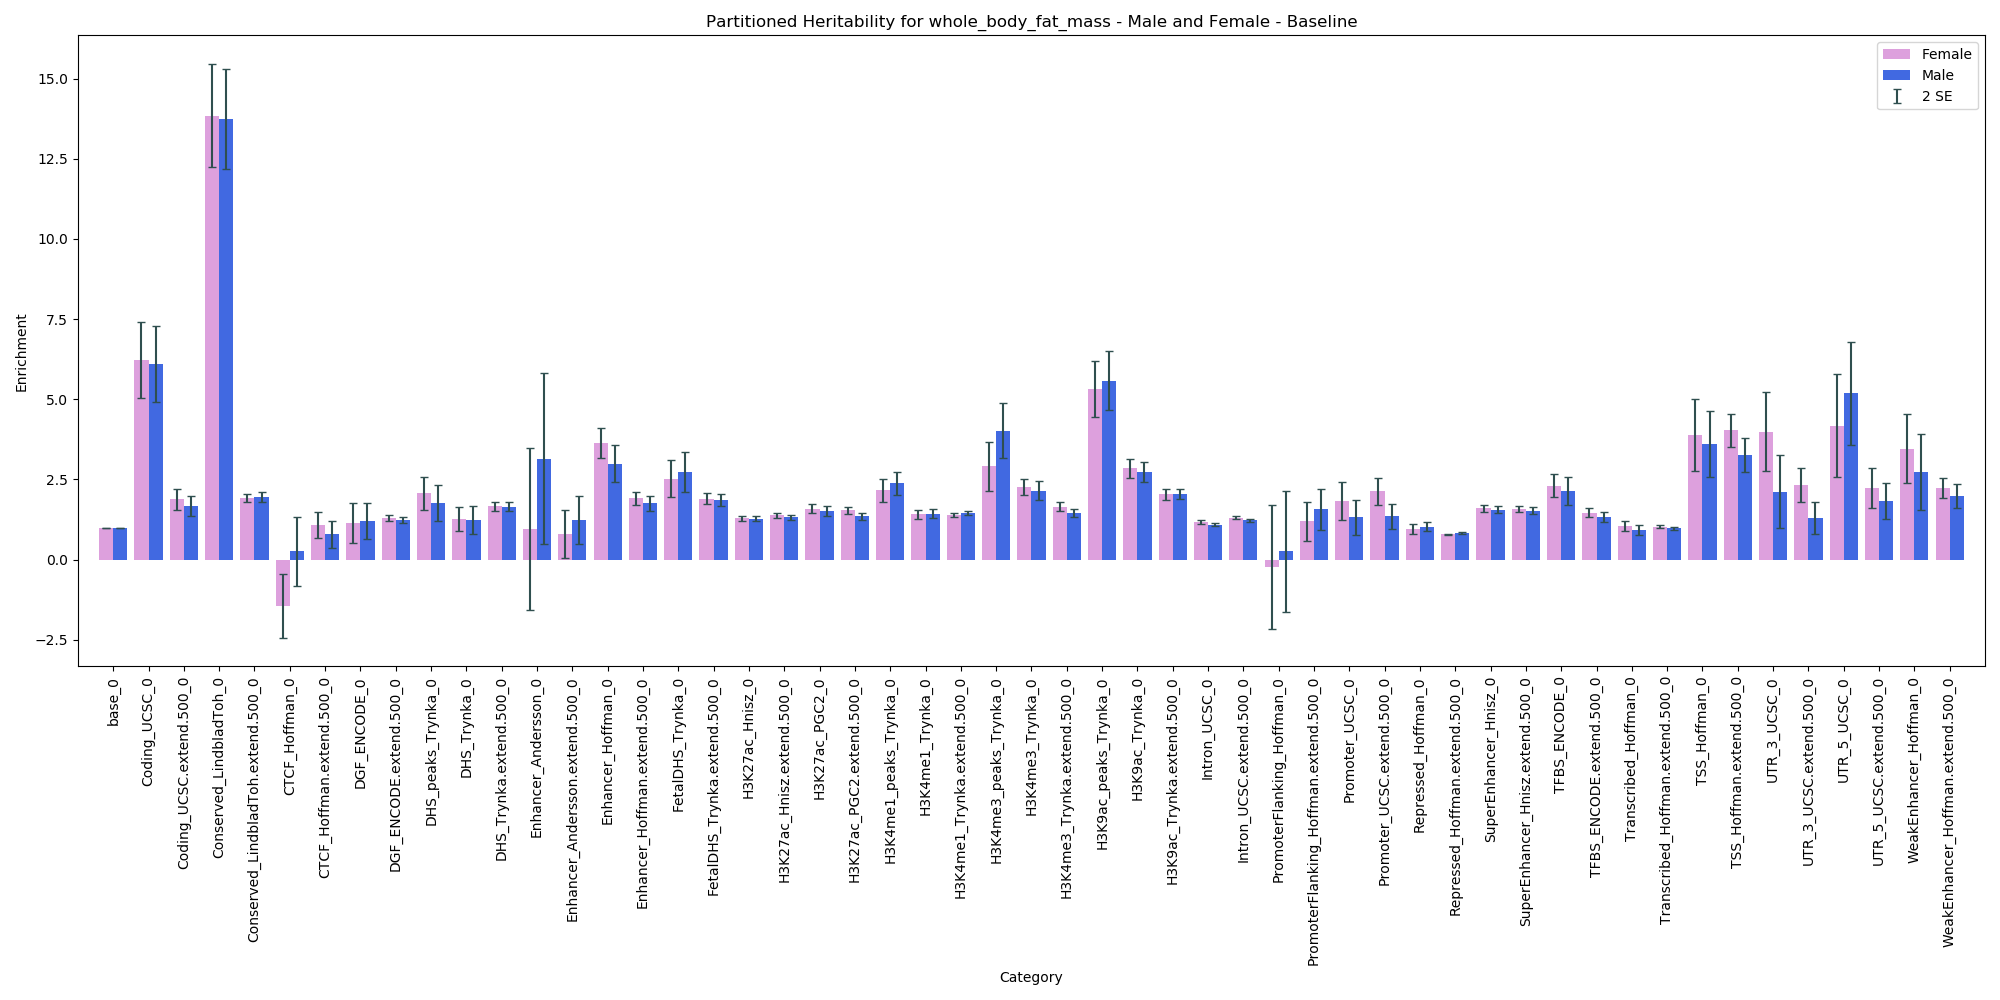 Partitioned Heritability for whole_body_fat_mass - Male and Female - Baseline
Female
Male
2 SE
Enrichment
15.0
12.5
10.0
7.5
5.0
2.5
0.0
−2.5
base_0
Coding_UCSC_0
Coding_UCSC.extend.500_0
Conserved_LindbladToh_0
Conserved_LindbladToh.extend.500_0
CTCF_Hoffman_0
CTCF_Hoffman.extend.500_0
DGF_ENCODE_0
DGF_ENCODE.extend.500_0
DHS_peaks_Trynka_0
DHS_Trynka_0
DHS_Trynka.extend.500_0
Enhancer_Andersson_0
Enhancer_Andersson.extend.500_0
Enhancer_Hoffman_0
Enhancer_Hoffman.extend.500_0
FetalDHS_Trynka_0
FetalDHS_Trynka.extend.500_0
H3K27ac_Hnisz_0
H3K27ac_Hnisz.extend.500_0
H3K27ac_PGC2_0
H3K27ac_PGC2.extend.500_0
H3K4me1_peaks_Trynka_0
H3K4me1_Trynka_0
H3K4me1_Trynka.extend.500_0
H3K4me3_peaks_Trynka_0
H3K4me3_Trynka_0
H3K4me3_Trynka.extend.500_0
H3K9ac_peaks_Trynka_0
H3K9ac_Trynka_0
H3K9ac_Trynka.extend.500_0
Intron_UCSC_0
Intron_UCSC.extend.500_0
PromoterFlanking_Hoffman_0
PromoterFlanking_Hoffman.extend.500_0
Promoter_UCSC_0
Promoter_UCSC.extend.500_0
Repressed_Hoffman_0
Repressed_Hoffman.extend.500_0
SuperEnhancer_Hnisz_0
SuperEnhancer_Hnisz.extend.500_0
TFBS_ENCODE_0
TFBS_ENCODE.extend.500_0
Transcribed_Hoffman_0
Transcribed_Hoffman.extend.500_0
TSS_Hoffman_0
TSS_Hoffman.extend.500_0
UTR_3_UCSC_0
UTR_3_UCSC.extend.500_0
UTR_5_UCSC_0
UTR_5_UCSC.extend.500_0
WeakEnhancer_Hoffman_0
WeakEnhancer_Hoffman.extend.500_0
Category